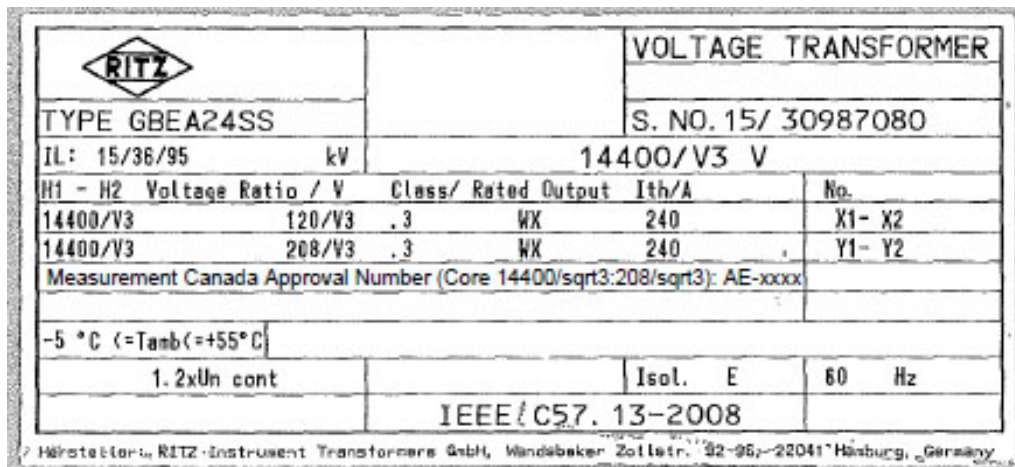 RITZ
VOLTAGE TRANSFORMER
TYPE GBEA24SS
S. NO. 15/ 30987080
IL: 15/36/95 kV
14400/V3 V
H1 - H2 Voltage Ratio / V Class/ Rated Output Ith/A No.
14400/V3 120/V3 .3 WX 240 X1- X2
14400/V3 208/V3 .3 WX 240 Y1- Y2
Measurement Canada Approval Number (Core 14400/sqrt3:208/sqrt3): AE-xxxx
-5 °C (=Tamb(=+55°C
1.2xUn cont
Isol. E
60 Hz
IEEE/C57.13-2008
Hersteller: RITZ Instrument Transformers GmbH, Wandsbeker Zollstr. 92-98, 22041 Hamburg, Germany